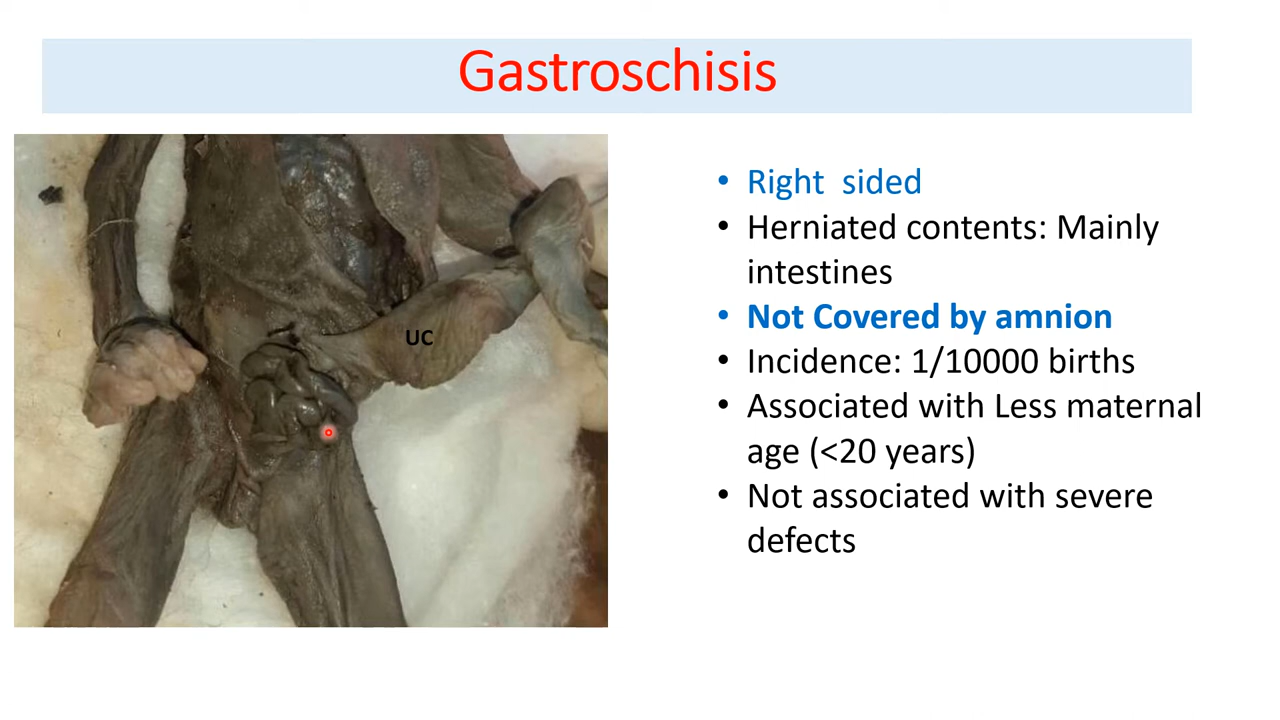 Gastroschisis
UC
• Right sided
• Herniated contents: Mainly
intestines
• Not Covered by amnion
• Incidence: 1/10000 births
• Associated with Less maternal
age (<20 years)
• Not associated with severe
defects